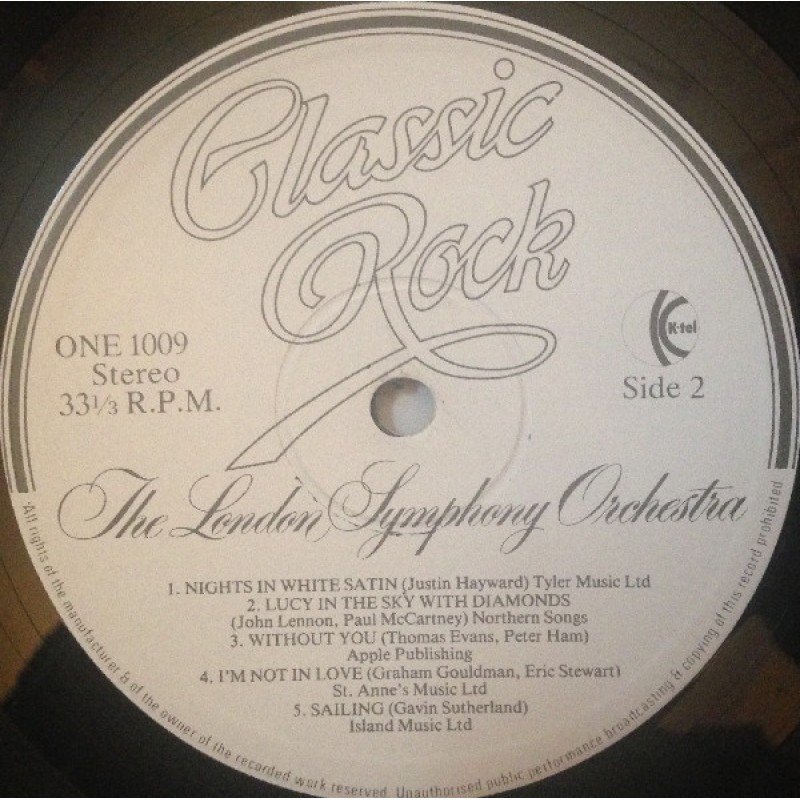 Classic
Rock
ONE 1009
Stereo
33 1/3 R.P.M.
K-tel
Side 2
The London Symphony Orchestra
1. NIGHTS IN WHITE SATIN (Justin Hayward) Tyler Music Ltd
2. LUCY IN THE SKY WITH DIAMONDS
(John Lennon, Paul McCartney) Northern Songs
3. WITHOUT YOU (Thomas Evans, Peter Ham)
Apple Publishing
4. I'M NOT IN LOVE (Graham Gouldman, Eric Stewart)
St. Anne's Music Ltd
5. SAILING (Gavin Sutherland)
Island Music Ltd
All rights of the manufacturer & of the owner of the recorded work reserved. Unauthorised public performance broadcasting & copying of this record prohibited